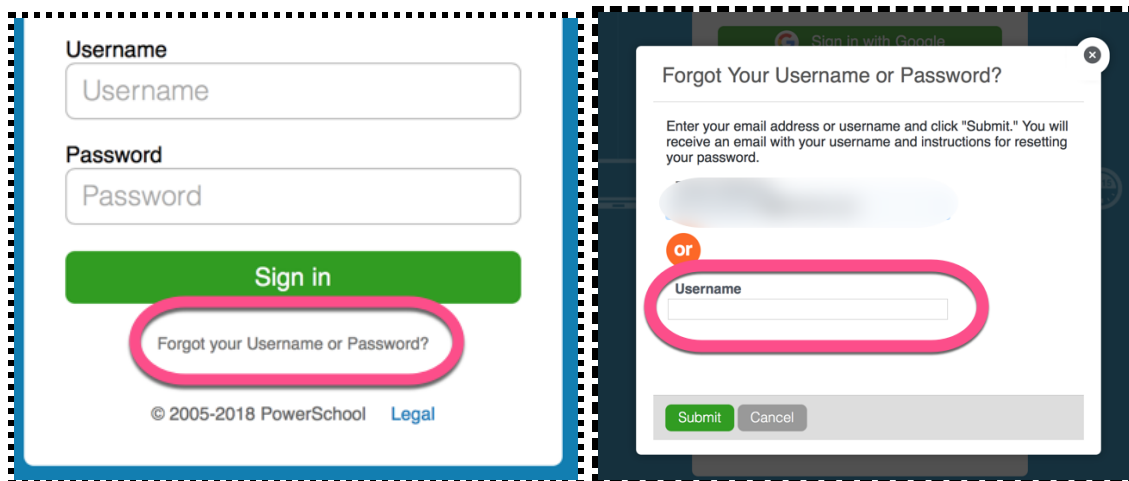 Username
Username
Password
Password
Sign in
Forgot your Username or Password?
© 2005-2018 PowerSchool Legal
Sign in with Google
Forgot Your Username or Password?
Enter your email address or username and click "Submit." You will
receive an email with your username and instructions for resetting
your password.
or
Username
Submit Cancel